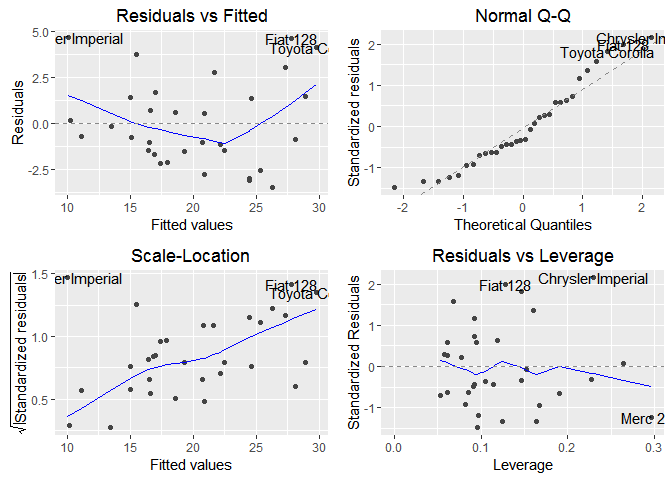 Residuals vs Fitted
Normal Q-Q
er Imperial
Fiat 128
Toyota Co
Chrysler Im
Fiat 128
Toyota Corolla
Residuals
5.0
2.5
0.0
-2.5
10 15 20 25 30
Fitted values
Standardized residuals
2
1
0
-1
-2 -1 0 1 2
Theoretical Quantiles
Scale-Location
Residuals vs Leverage
er Imperial
Fiat 128
Toyota Co
Fiat 128
Chrysler Imperial
Merc 2
√|Standardized residuals|
1.5
1.0
0.5
10 15 20 25 30
Fitted values
Standardized Residuals
2
1
0
-1
0.0 0.1 0.2 0.3
Leverage